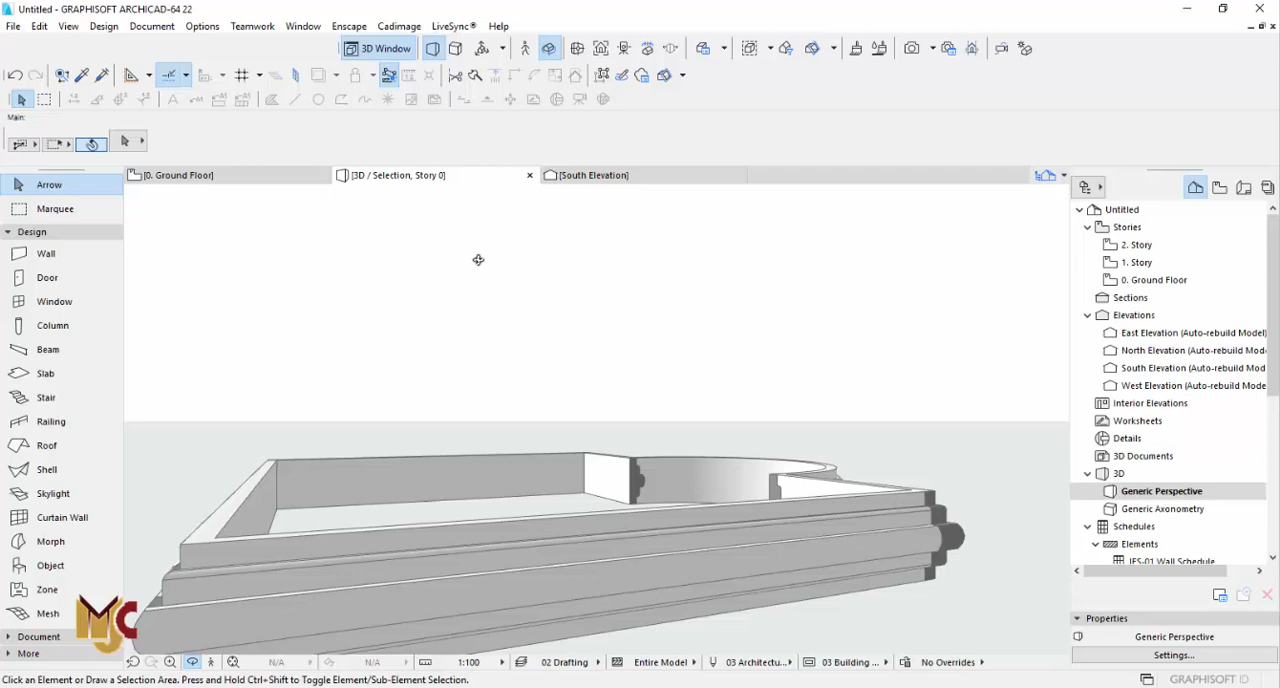 Untitled - GRAPHISOFT ARCHICAD-64 22
File Edit View Design Document Options Teamwork Window Enscape Cadimage LiveSync® Help
3D Window
Main:
[0. Ground Floor]
[3D / Selection, Story 0]
[South Elevation]
Arrow
Marquee
Design
Wall
Door
Window
Column
Beam
Slab
Stair
Railing
Roof
Shell
Skylight
Curtain Wall
Morph
Object
Zone
Mesh
Document
More
MJC
Untitled
Stories
2. Story
1. Story
0. Ground Floor
Sections
Elevations
East Elevation (Auto-rebuild Model)
North Elevation (Auto-rebuild Mod
South Elevation (Auto-rebuild Mod
West Elevation (Auto-rebuild Mode
Interior Elevations
Worksheets
Details
3D Documents
3D
Generic Perspective
Generic Axonometry
Schedules
Elements
IES-01 Wall Schedule
Properties
Generic Perspective
Settings...
N/A N/A 1:100 02 Drafting Entire Model 03 Architectu... 03 Building ... No Overrides
Click an Element or Draw a Selection Area. Press and Hold Ctrl+Shift to Toggle Element/Sub-Element Selection.
GRAPHISOFT ID